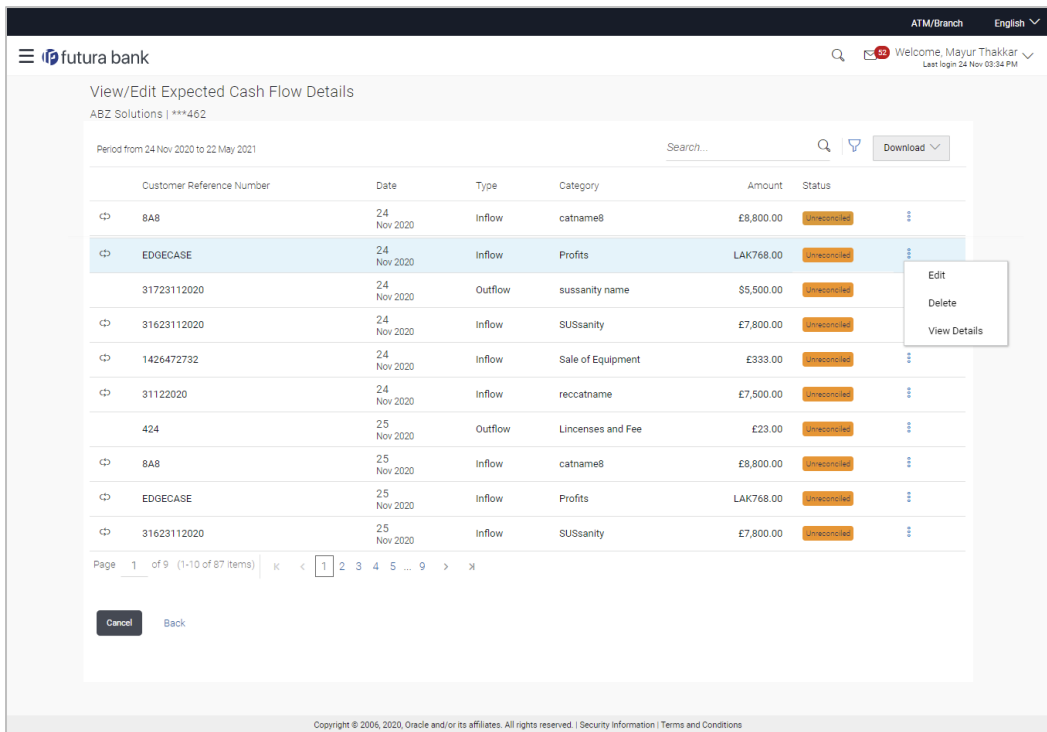 ATM/Branch English
futura bank 52 Welcome, Mayur Thakkar
Last login 24 Nov 03:34 PM
View/Edit Expected Cash Flow Details
ABZ Solutions | ***462
Period from 24 Nov 2020 to 22 May 2021 Search... Download
Customer Reference Number Date Type Category Amount Status
8A8 24 Nov 2020 Inflow catname8 £8,800.00 Unreconciled
EDGECASE 24 Nov 2020 Inflow Profits LAK768.00 Unreconciled
Edit
31723112020 24 Nov 2020 Outflow sussanity name $5,500.00 Unreconciled
Delete
31623112020 24 Nov 2020 Inflow SUSsanity £7,800.00 Unreconciled
View Details
1426472732 24 Nov 2020 Inflow Sale of Equipment £333.00 Unreconciled
31122020 24 Nov 2020 Inflow reccatname £7,500.00 Unreconciled
424 25 Nov 2020 Outflow Lincenses and Fee £23.00 Unreconciled
8A8 25 Nov 2020 Inflow catname8 £8,800.00 Unreconciled
EDGECASE 25 Nov 2020 Inflow Profits LAK768.00 Unreconciled
31623112020 25 Nov 2020 Inflow SUSsanity £7,800.00 Unreconciled
Page 1 of 9 (1-10 of 87 items) 1 2 3 4 5 ... 9
Cancel Back
Copyright © 2006, 2020, Oracle and/or its affiliates. All rights reserved. | Security Information | Terms and Conditions